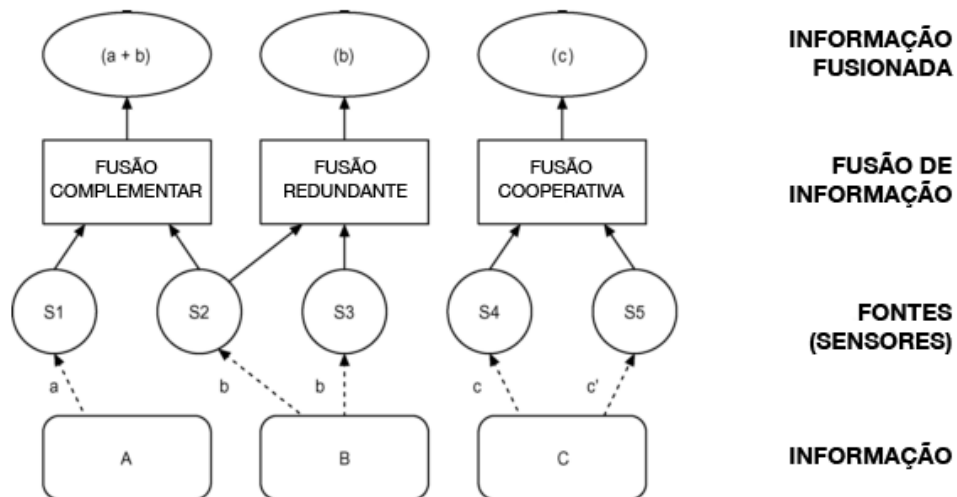 (a + b)
(b)
(c)
INFORMAÇÃO
FUSIONADA
FUSÃO
COMPLEMENTAR
FUSÃO
REDUNDANTE
FUSÃO
COOPERATIVA
FUSÃO DE
INFORMAÇÃO
S1
S2
S3
S4
S5
FONTES
(SENSORES)
a
b
b
c
c'
A
B
C
INFORMAÇÃO